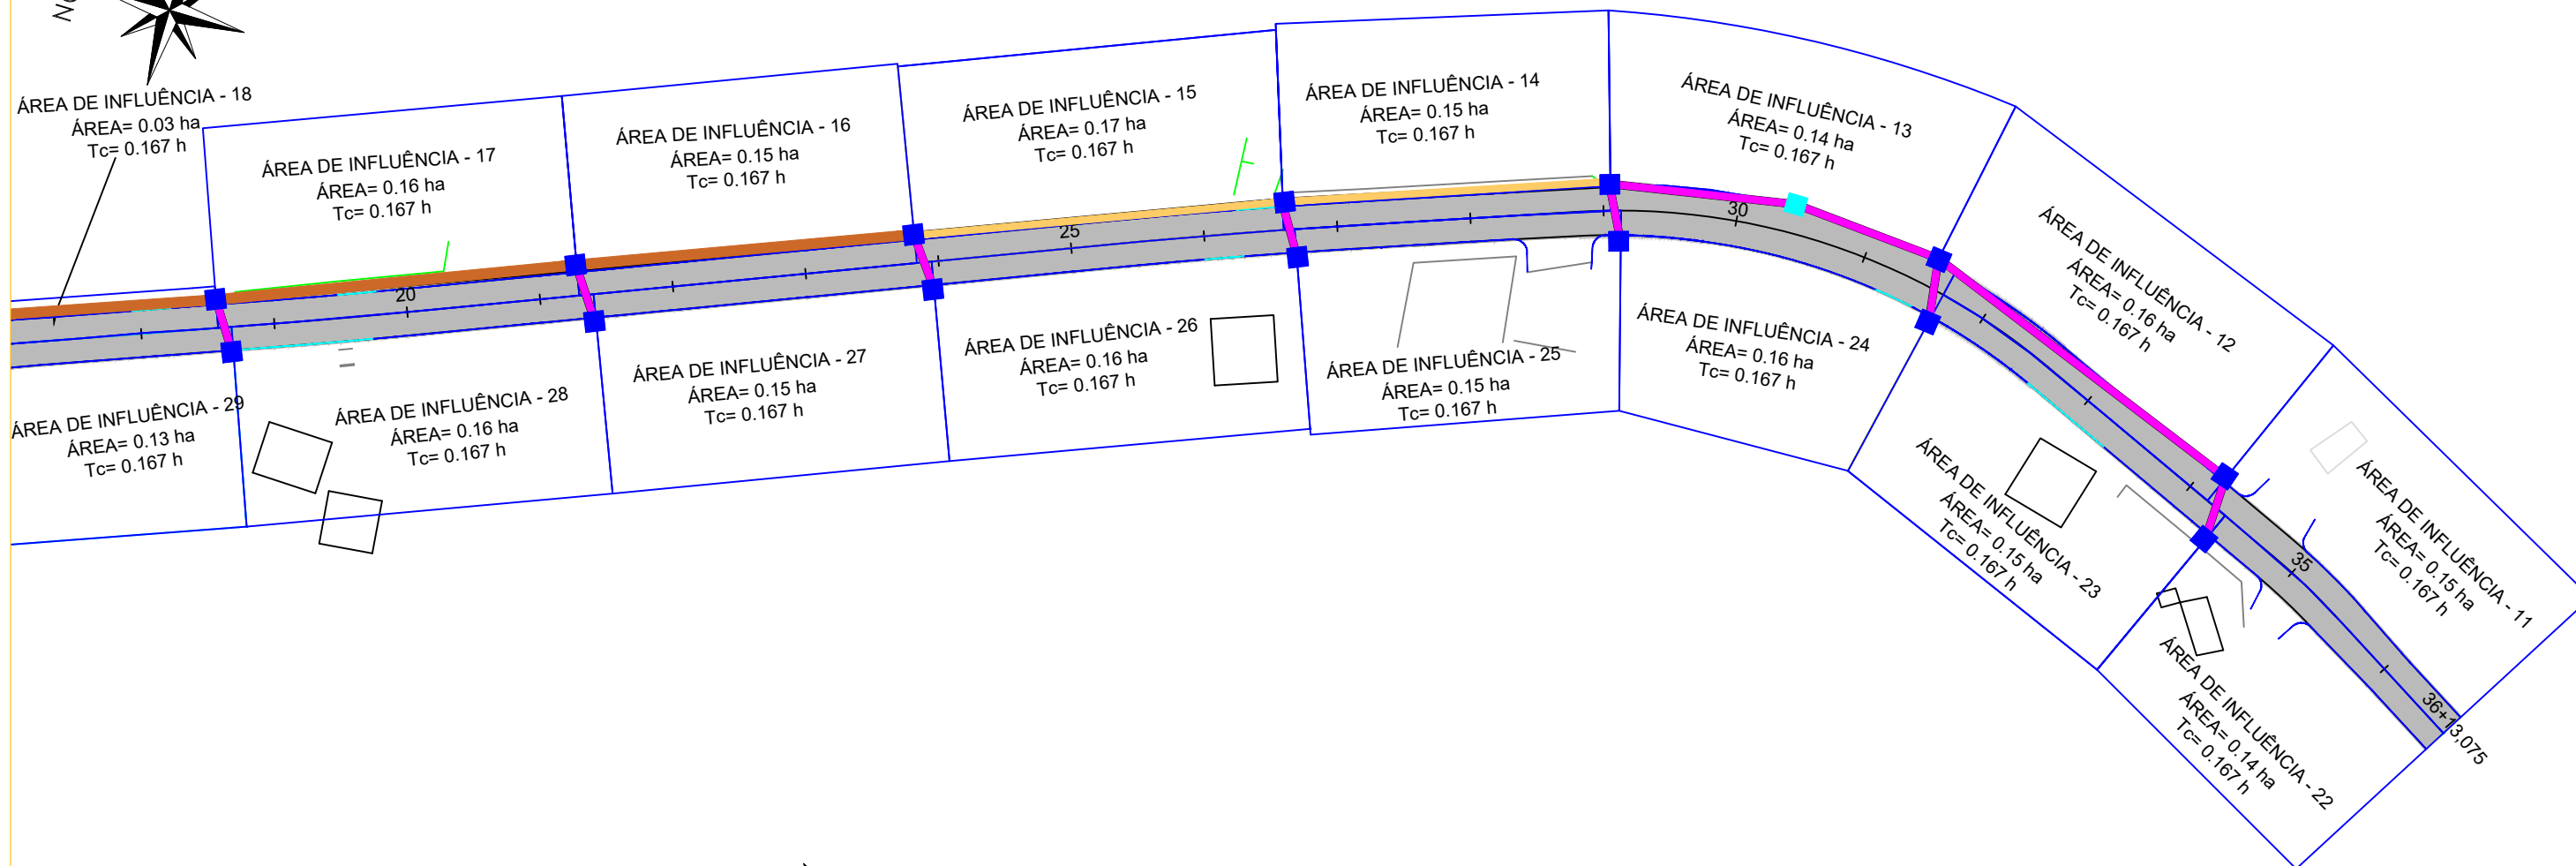 ÁREA DE INFLUÊNCIA - 18
ÁREA= 0.03 ha
Tc= 0.167 h
ÁREA DE INFLUÊNCIA - 17
ÁREA= 0.16 ha
Tc= 0.167 h
ÁREA DE INFLUÊNCIA - 16
ÁREA= 0.15 ha
Tc= 0.167 h
ÁREA DE INFLUÊNCIA - 15
ÁREA= 0.17 ha
Tc= 0.167 h
ÁREA DE INFLUÊNCIA - 14
ÁREA= 0.15 ha
Tc= 0.167 h
ÁREA DE INFLUÊNCIA - 13
ÁREA= 0.14 ha
Tc= 0.167 h
ÁREA DE INFLUÊNCIA - 12
ÁREA= 0.16 ha
Tc= 0.167 h
ÁREA DE INFLUÊNCIA - 11
ÁREA= 0.15 ha
Tc= 0.167 h
20
25
30
35
36+13,075
ÁREA DE INFLUÊNCIA - 29
ÁREA= 0.13 ha
Tc= 0.167 h
ÁREA DE INFLUÊNCIA - 28
ÁREA= 0.16 ha
Tc= 0.167 h
ÁREA DE INFLUÊNCIA - 27
ÁREA= 0.15 ha
Tc= 0.167 h
ÁREA DE INFLUÊNCIA - 26
ÁREA= 0.16 ha
Tc= 0.167 h
ÁREA DE INFLUÊNCIA - 25
ÁREA= 0.15 ha
Tc= 0.167 h
ÁREA DE INFLUÊNCIA - 24
ÁREA= 0.16 ha
Tc= 0.167 h
ÁREA DE INFLUÊNCIA - 23
ÁREA= 0.15 ha
Tc= 0.167 h
ÁREA DE INFLUÊNCIA - 22
ÁREA= 0.14 ha
Tc= 0.167 h